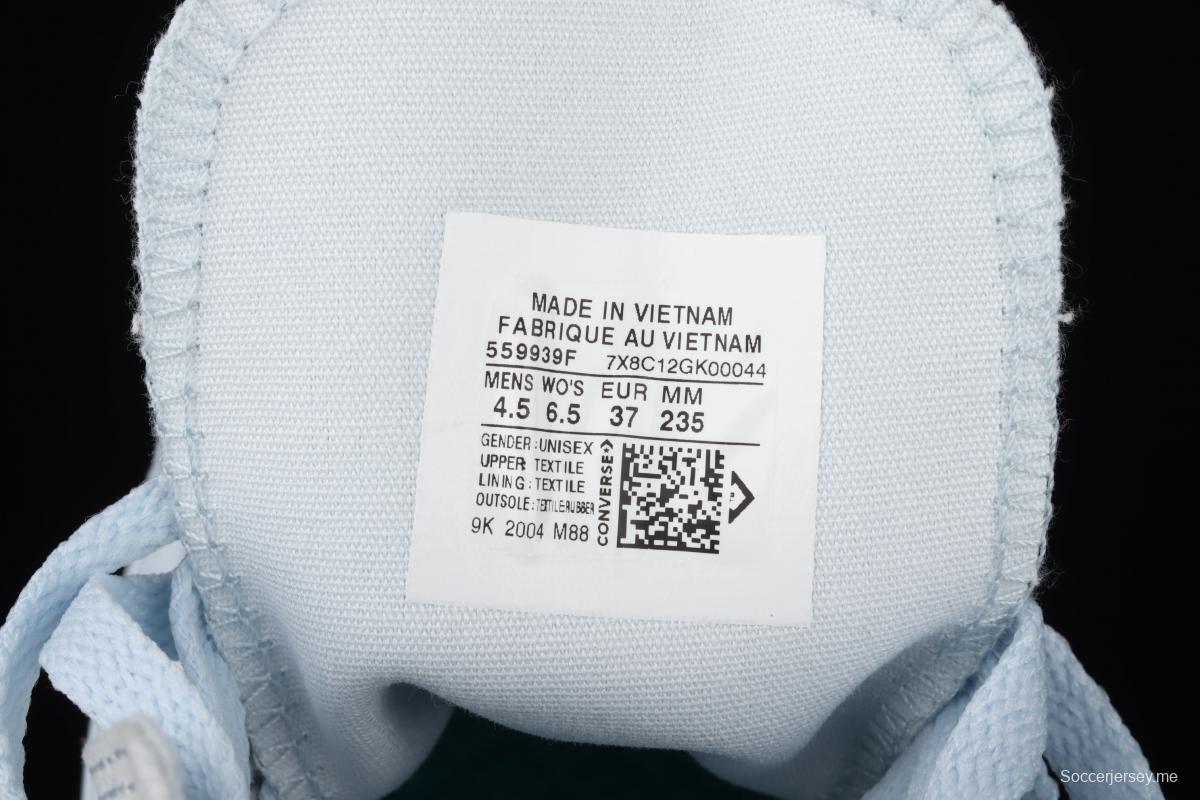 MADE IN VIETNAM
FABRIQUE AU VIETNAM
559939F 7X8C12GK00044
MENS WO'S EUR MM
4.5 6.5 37 235
GENDER:UNISEX
UPPER: TEXTILE
LINING:TEXTILE
OUTSOLE:TEXTILE/RUBBER
9K 2004 M88
CONVERSE
Soccerjersey.me